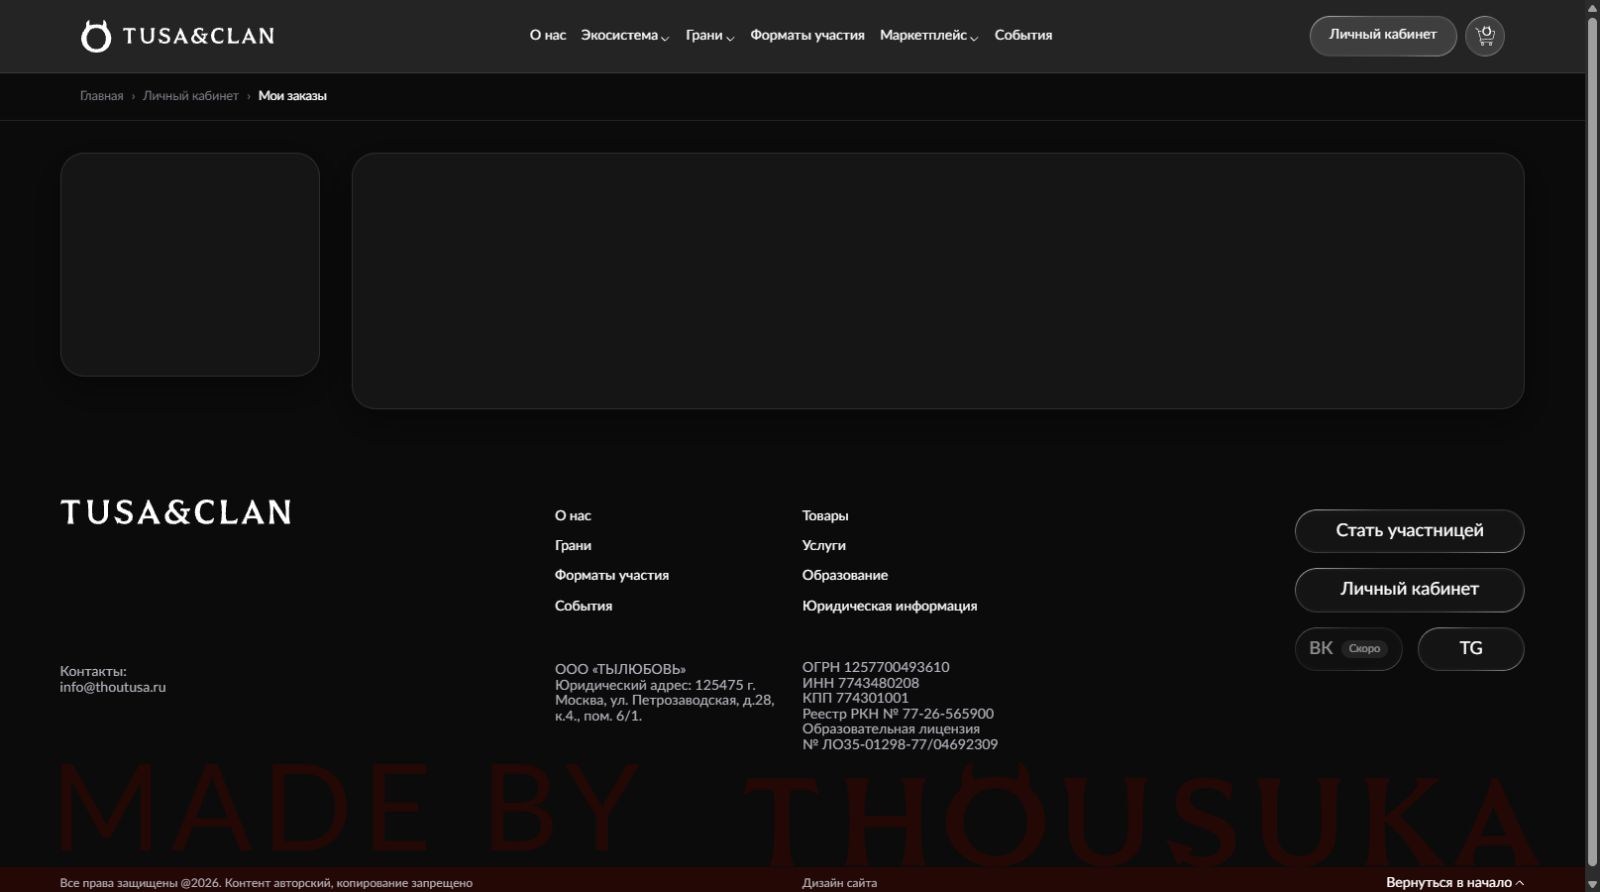 TUSA&CLAN
О нас Экосистема Грани Форматы участия Маркетплейс События
Личный кабинет
Главная › Личный кабинет › Мои заказы
TUSA&CLAN
О нас
Грани
Форматы участия
События
Товары
Услуги
Образование
Юридическая информация
Стать участницей
Личный кабинет
ВК Скоро
TG
Контакты:
info@thoutusa.ru
ООО «ТЫЛЮБОВЬ»
Юридический адрес: 125475 г.
Москва, ул. Петрозаводская, д.28,
к.4., пом. 6/1.
ОГРН 1257700493610
ИНН 7743480208
КПП 774301001
Реестр РКН № 77-26-565900
Образовательная лицензия
№ ЛО35-01298-77/04692309
MADE BY THOUSUKA
Все права защищены @2026. Контент авторский, копирование запрещено
Дизайн сайта
Вернуться в начало